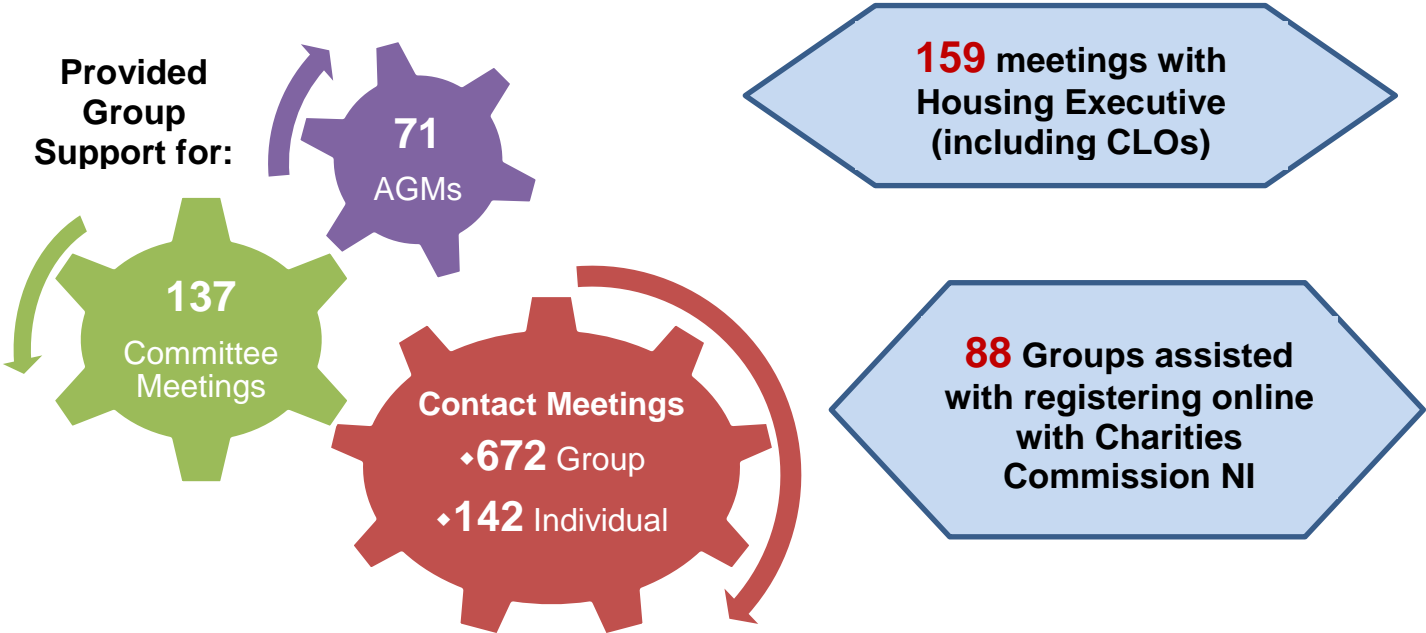 Provided
Group
Support for:
71
AGMs
137
Committee
Meetings
Contact Meetings
◆672 Group
◆142 Individual
159 meetings with
Housing Executive
(including CLOs)
88 Groups assisted
with registering online
with Charities
Commission NI